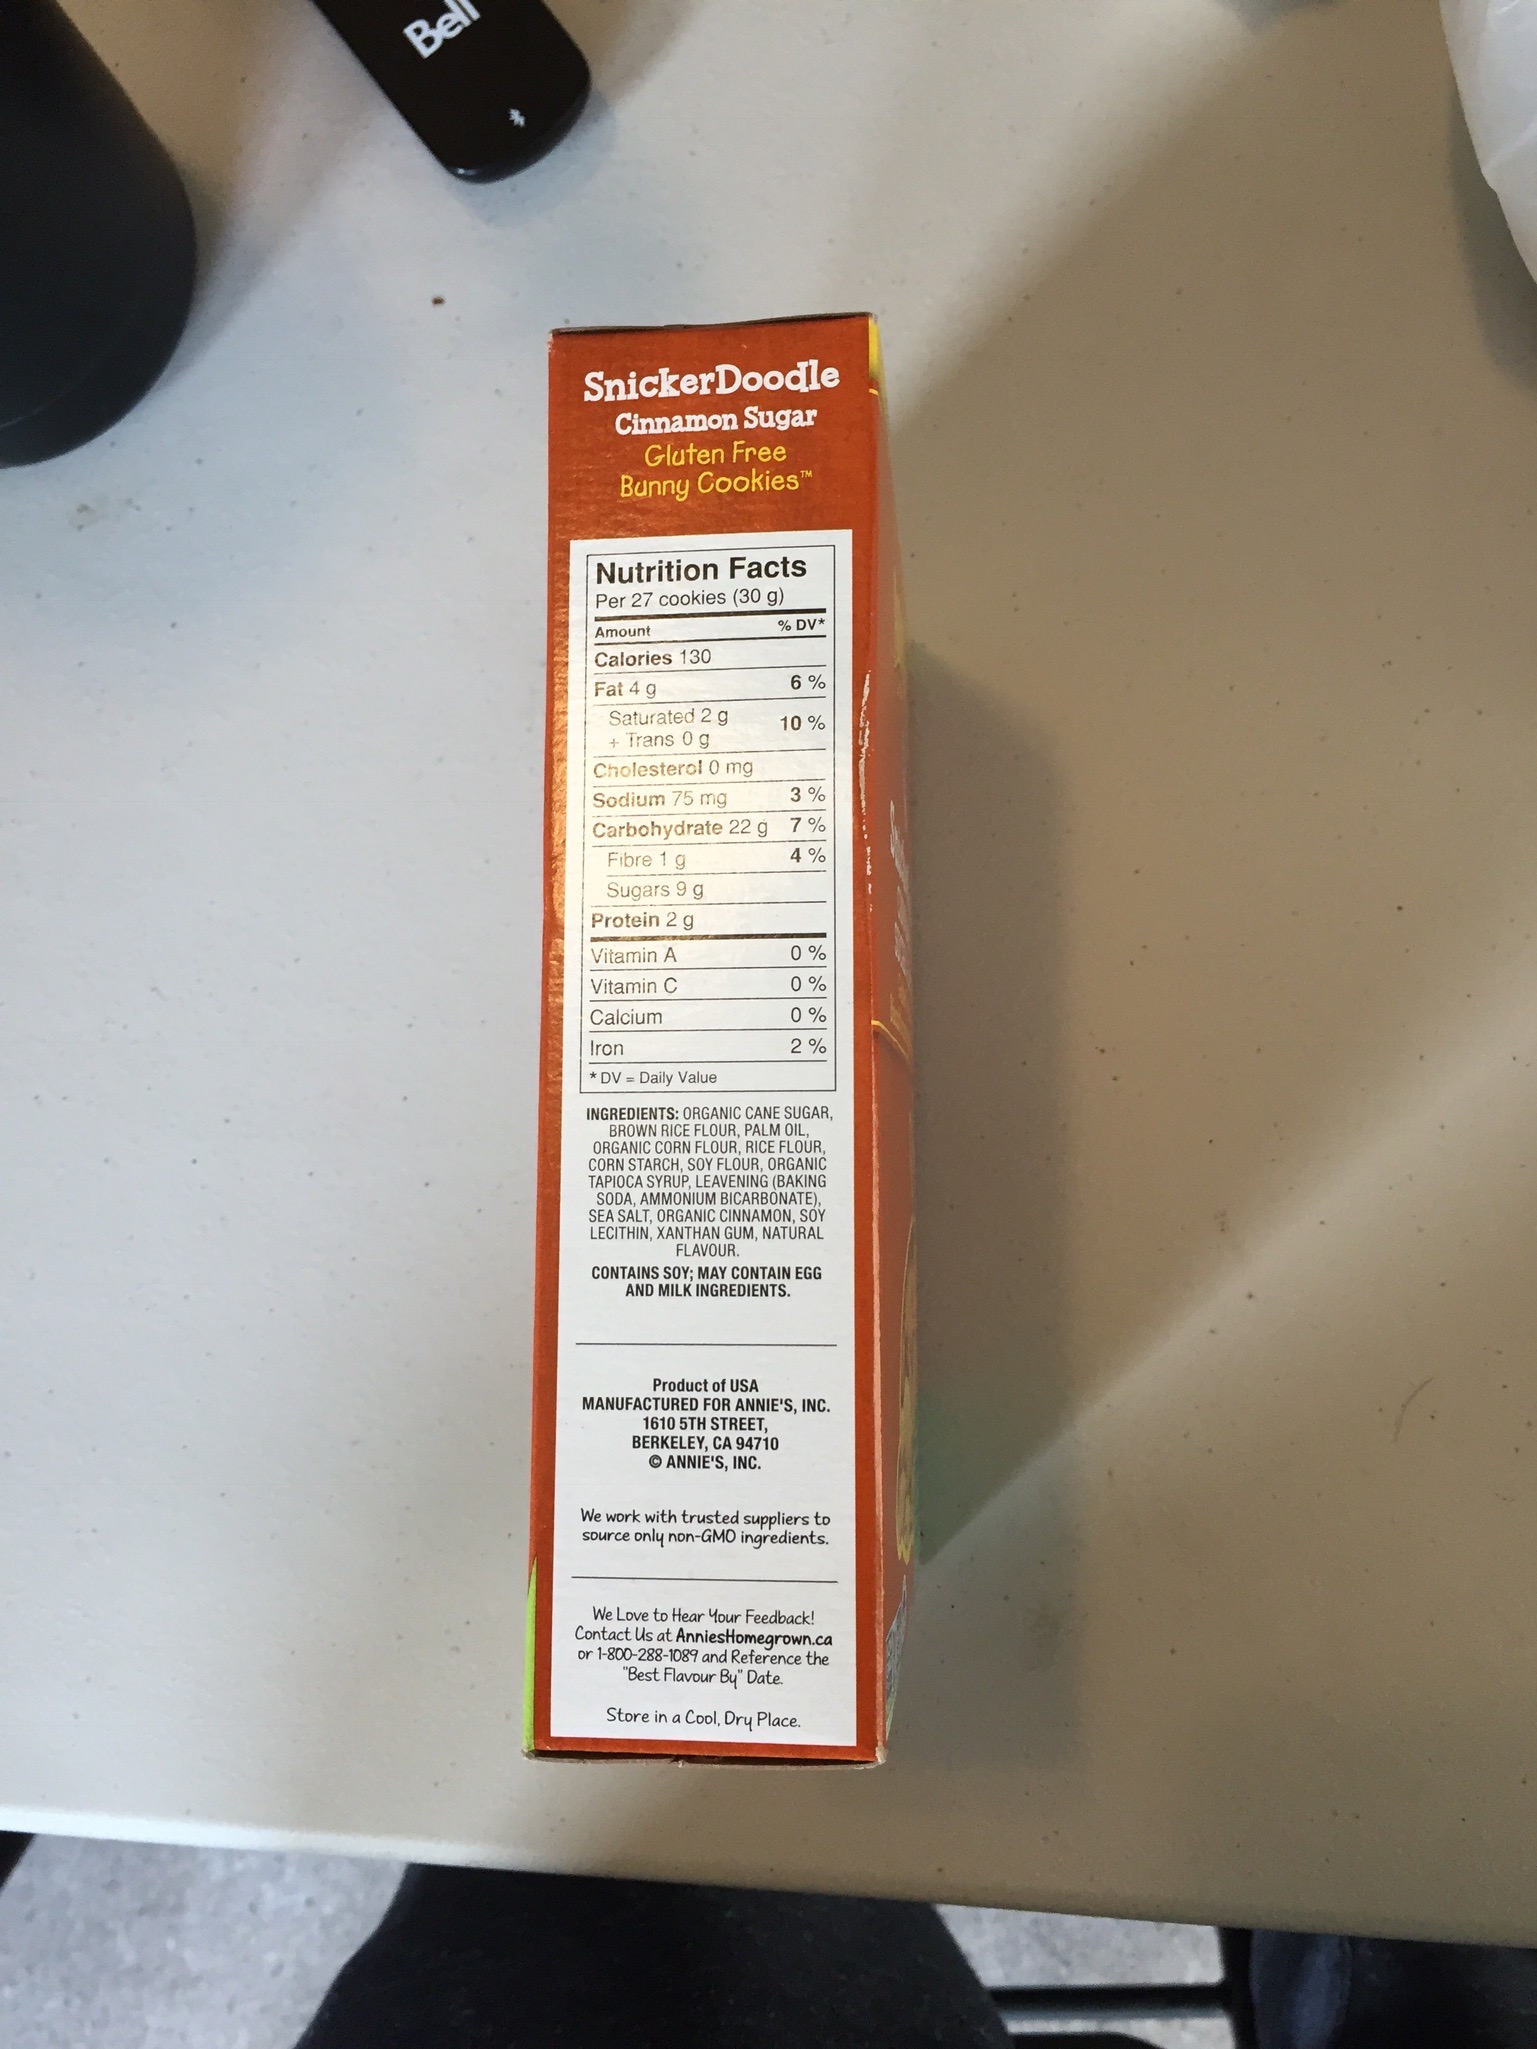 Bell
SnickerDoodle
Cinnamon Sugar
Gluten Free
Bunny Cookies™
Nutrition Facts
Per 27 cookies (30 g)
Amount % DV*
Calories 130
Fat 4 g 6 %
Saturated 2 g 10 %
+ Trans 0 g
Cholesterol 0 mg
Sodium 75 mg 3 %
Carbohydrate 22 g 7 %
Fibre 1 g 4 %
Sugars 9 g
Protein 2 g
Vitamin A 0 %
Vitamin C 0 %
Calcium 0 %
Iron 2 %
* DV = Daily Value
INGREDIENTS: ORGANIC CANE SUGAR,
BROWN RICE FLOUR, PALM OIL,
ORGANIC CORN FLOUR, RICE FLOUR,
CORN STARCH, SOY FLOUR, ORGANIC
TAPIOCA SYRUP, LEAVENING (BAKING
SODA, AMMONIUM BICARBONATE),
SEA SALT, ORGANIC CINNAMON, SOY
LECITHIN, XANTHAN GUM, NATURAL
FLAVOUR.
CONTAINS SOY; MAY CONTAIN EGG
AND MILK INGREDIENTS.
Product of USA
MANUFACTURED FOR ANNIE'S, INC.
1610 5TH STREET,
BERKELEY, CA 94710
© ANNIE'S, INC.
We work with trusted suppliers to
source only non-GMO ingredients.
We Love to Hear Your Feedback!
Contact Us at AnniesHomegrown.ca
or 1-800-288-1089 and Reference the
"Best Flavour By" Date.
Store in a Cool, Dry Place.